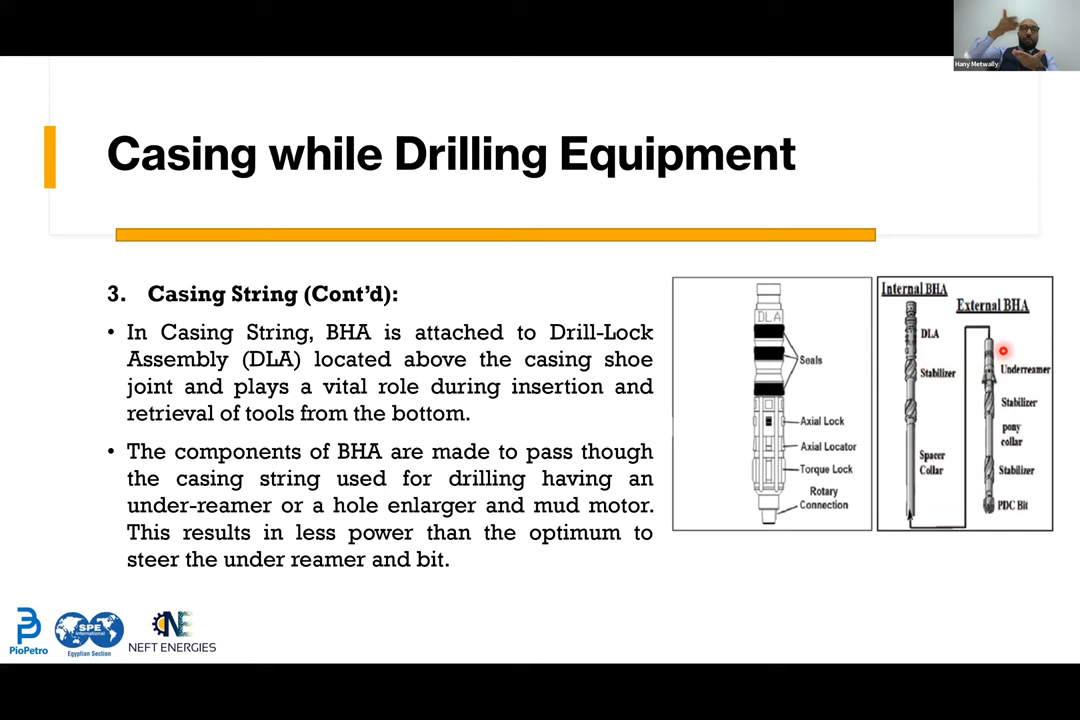 Hany Metwally
Casing while Drilling Equipment
3. Casing String (Cont'd):
• In Casing String, BHA is attached to Drill-Lock
Assembly (DLA) located above the casing shoe
joint and plays a vital role during insertion and
retrieval of tools from the bottom.
• The components of BHA are made to pass though
the casing string used for drilling having an
under-reamer or a hole enlarger and mud motor.
This results in less power than the optimum to
steer the under reamer and bit.
DLA
Seals
Axial Lock
Axial Locator
Torque Lock
Rotary
Connection
Internal BHA
DLA
Stabilizer
Spacer
Collar
External BHA
Underreamer
Stabilizer
pony
collar
Stabilizer
PDC Bit
PioPetro
SPE
International
Egyptian Section
NE
NEFT ENERGIES